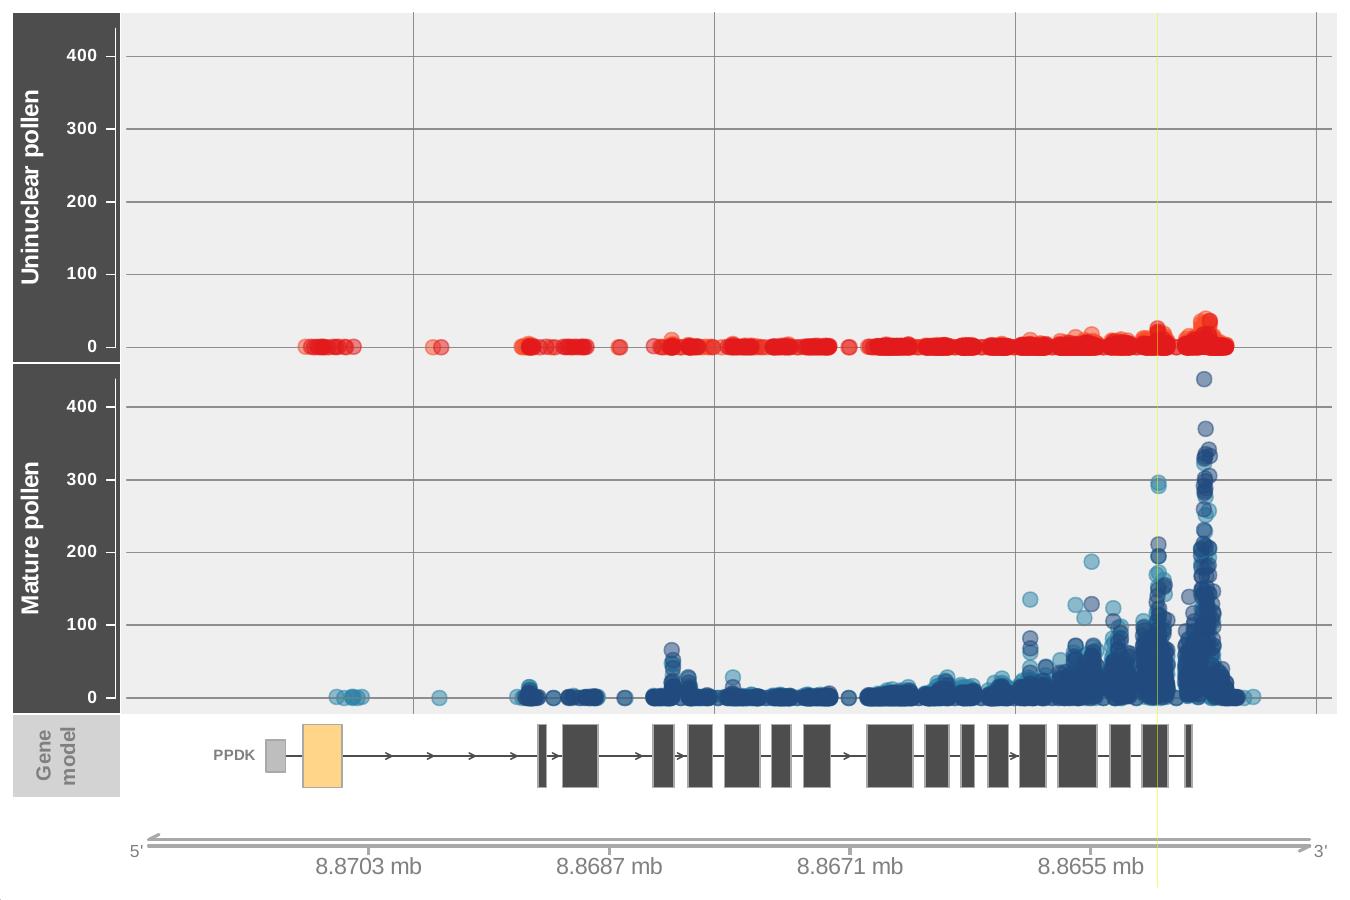 Uninuclear pollen
400
300
200
100
0
Mature pollen
400
300
200
100
0
Gene
model
PPDK
5'
3'
8.8703 mb
8.8687 mb
8.8671 mb
8.8655 mb